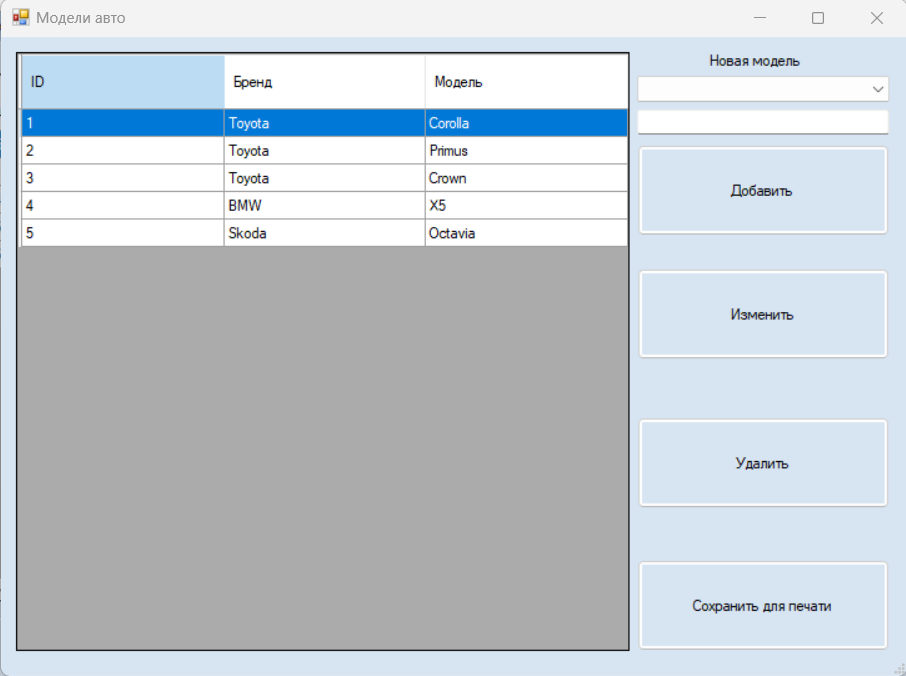 Модели авто
ID Бренд Модель
1 Toyota Corolla
2 Toyota Primus
3 Toyota Crown
4 BMW X5
5 Skoda Octavia
Новая модель
Добавить
Изменить
Удалить
Сохранить для печати